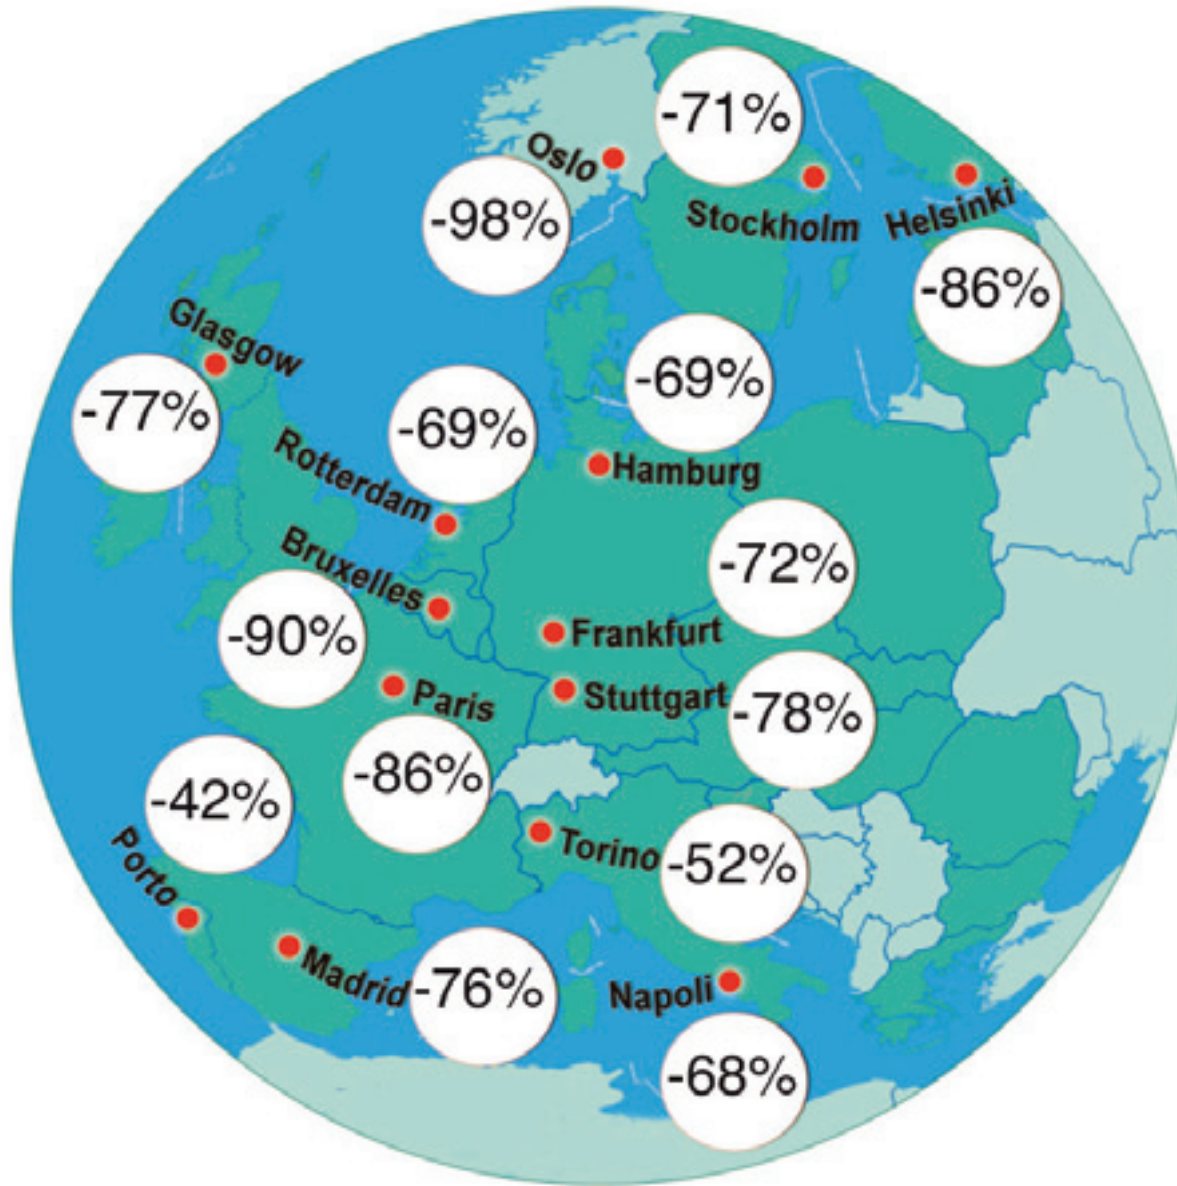 -71%
Oslo
-98%
Stockholm
Helsinki
-86%
Glasgow
-77%
-69%
-69%
Rotterdam
Hamburg
Bruxelles
-72%
-90%
Frankfurt
Paris
Stuttgart
-78%
-86%
-42%
Porto
Torino
-52%
Madrid
-76%
Napoli
-68%